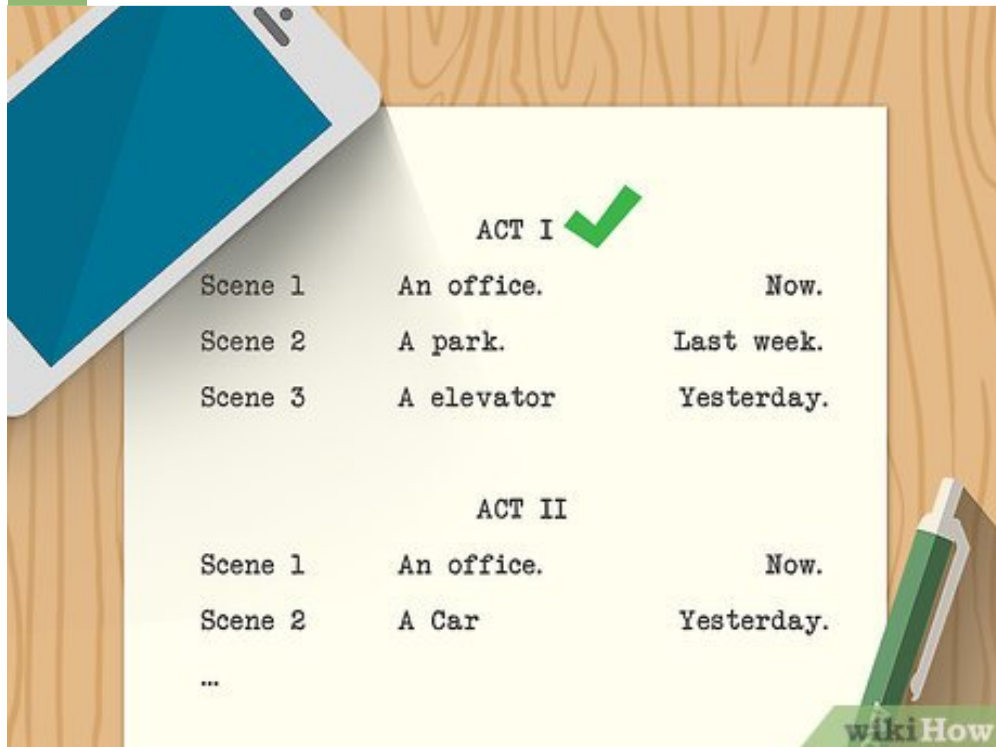 ACT I
Scene 1 An office. Now.
Scene 2 A park. Last week.
Scene 3 A elevator Yesterday.
ACT II
Scene 1 An office. Now.
Scene 2 A Car Yesterday.
...
wikiHow